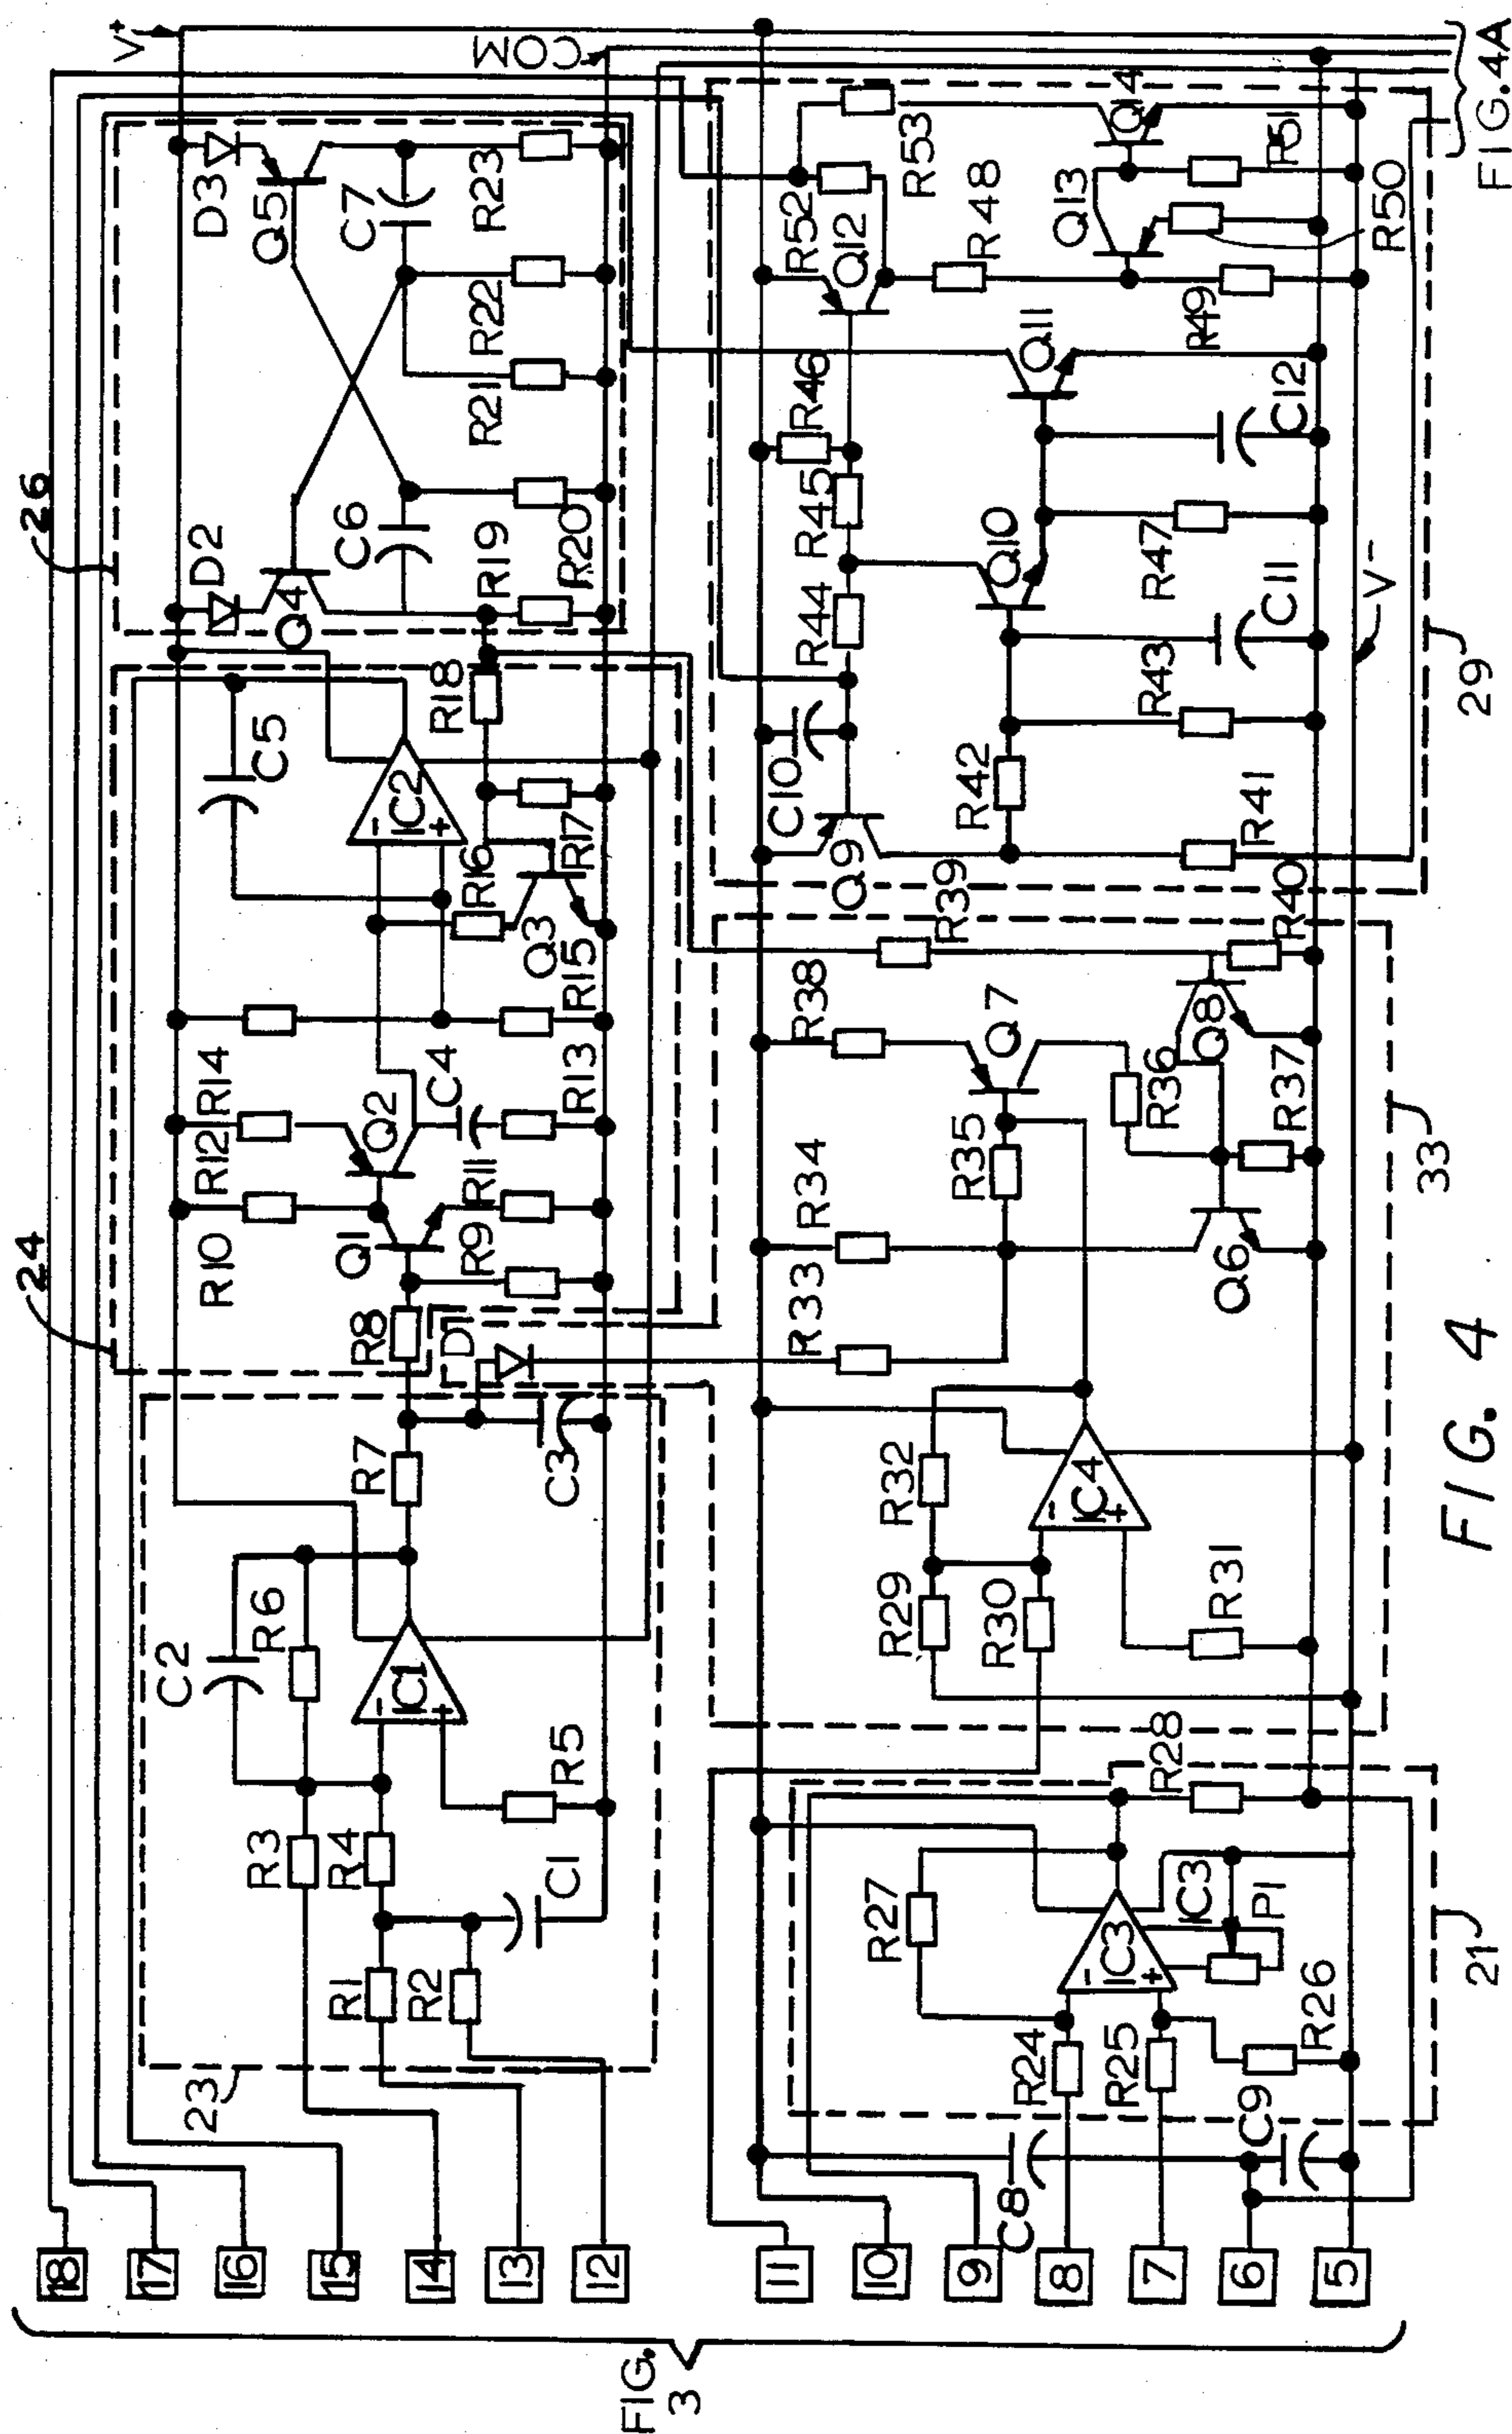 FIG. 3
18
17
16
15
14
13
12
11
10
9
8
7
6
5
23
24
26
V+
COM
C2
R6
R3
R4
IC1
-
+
R5
C1
R1
R2
R7
C3
D1
R8
R9
R10
Q1
R11
R12
Q2
R14
C4
R13
R15
Q3
R16
R17
IC2
-
+
C5
R18
R19
R20
D2
Q4
C6
R21
R22
R23
C7
Q5
D3
C8
C9
R24
R25
R26
R27
IC3
-
+
IC3
P1
R28
21
R29
R30
R31
R32
IC4
-
+
R33
R34
R35
Q6
R36
R37
Q7
R38
Q8
R39
R40
33
Q9
C10
R41
R42
R43
C11
R44
R45
R46
Q10
R47
C12
Q11
R48
R49
Q12
R52
R53
Q13
Q14
R51
R50
V-
29
FIG. 4A
FIG. 4